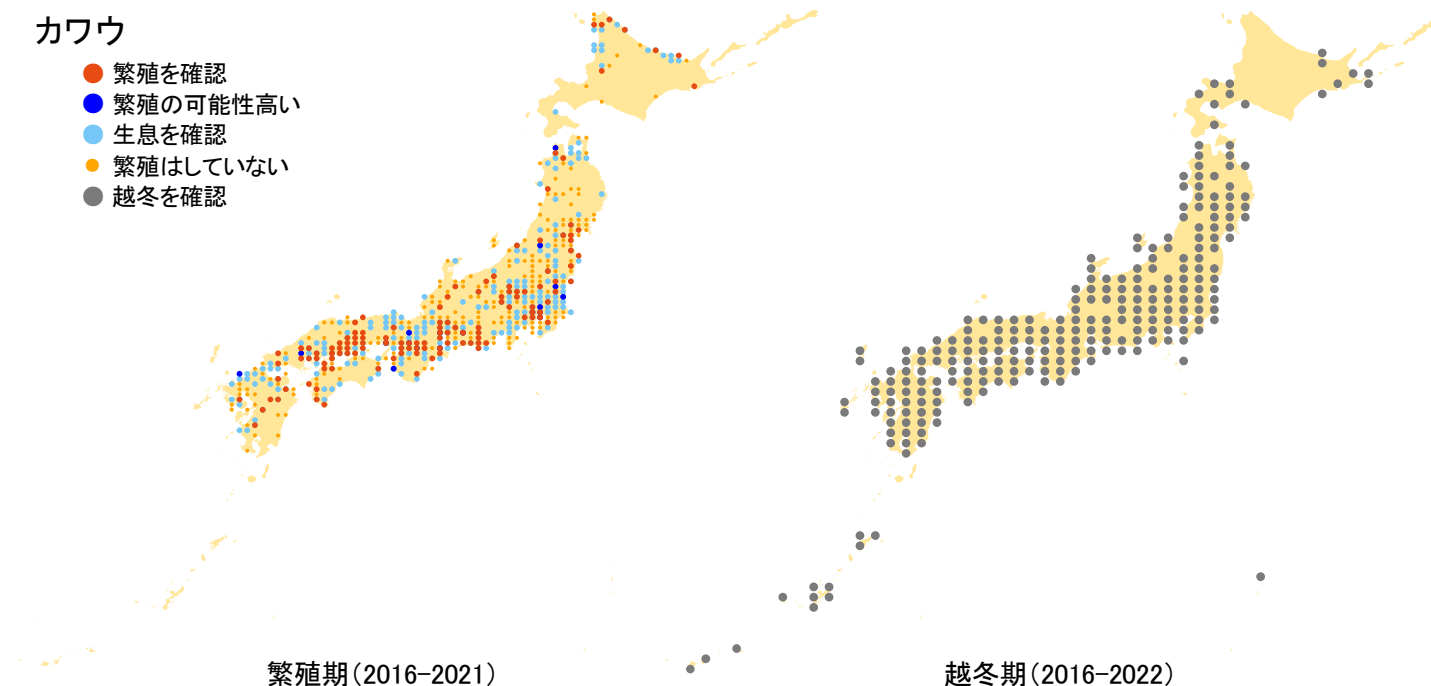 カワウ
繁殖を確認
繁殖の可能性高い
生息を確認
繁殖はしていない
越冬を確認
繁殖期(2016-2021)
越冬期(2016-2022)